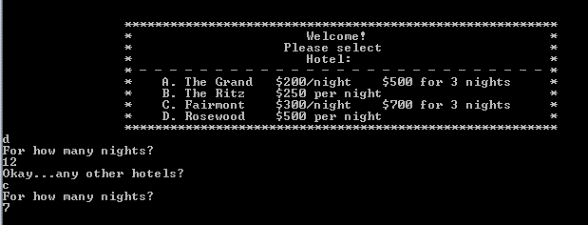 ************************************************************
* Welcome! *
* Please select *
* Hotel: *
* - - - - - - - - - - - - - - - - - - - - - - - - - - - - *
* A. The Grand $200/night $500 for 3 nights *
* B. The Ritz $250 per night *
* C. Fairmont $300/night $700 for 3 nights *
* D. Rosewood $500 per night *
************************************************************
d
For how many nights?
12
Okay...any other hotels?
c
For how many nights?
7